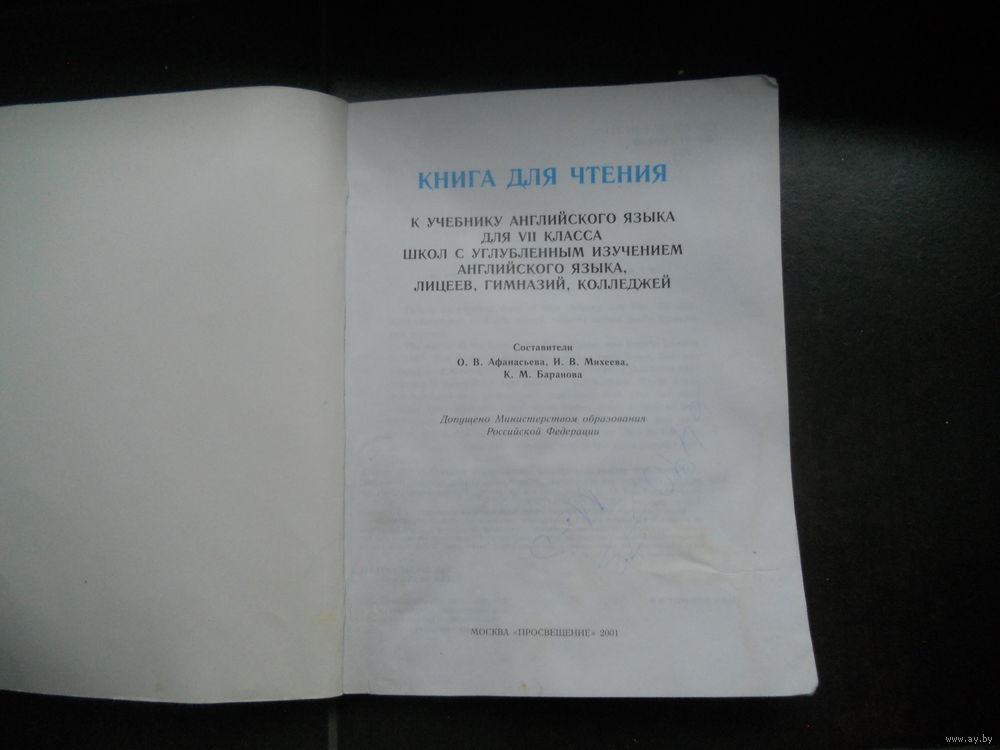 КНИГА ДЛЯ ЧТЕНИЯ
К УЧЕБНИКУ АНГЛИЙСКОГО ЯЗЫКА
ДЛЯ VII КЛАССА
ШКОЛ С УГЛУБЛЕННЫМ ИЗУЧЕНИЕМ
АНГЛИЙСКОГО ЯЗЫКА,
ЛИЦЕЕВ, ГИМНАЗИЙ, КОЛЛЕДЖЕЙ
Составители
О. В. Афанасьева, И. В. Михеева,
К. М. Баранова
Допущено Министерством образования
Российской Федерации
МОСКВА «ПРОСВЕЩЕНИЕ» 2001
www.ay.by